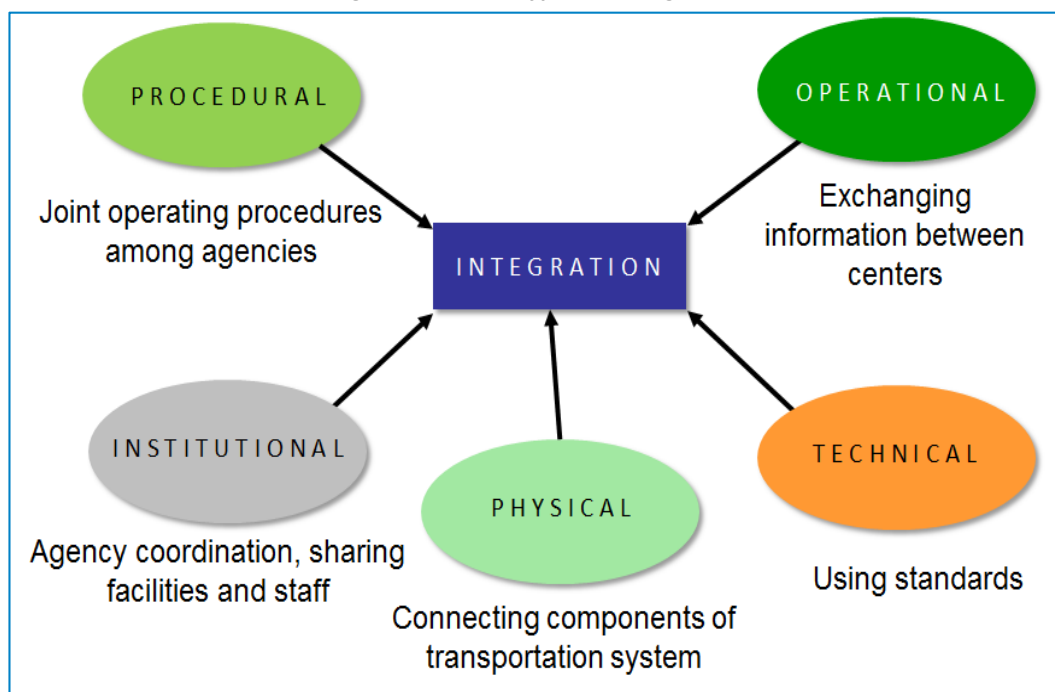 PROCEDURAL
OPERATIONAL
Joint operating procedures
among agencies
Exchanging
information between
centers
INTEGRATION
INSTITUTIONAL
Agency coordination, sharing
facilities and staff
PHYSICAL
Connecting components of
transportation system
TECHNICAL
Using standards